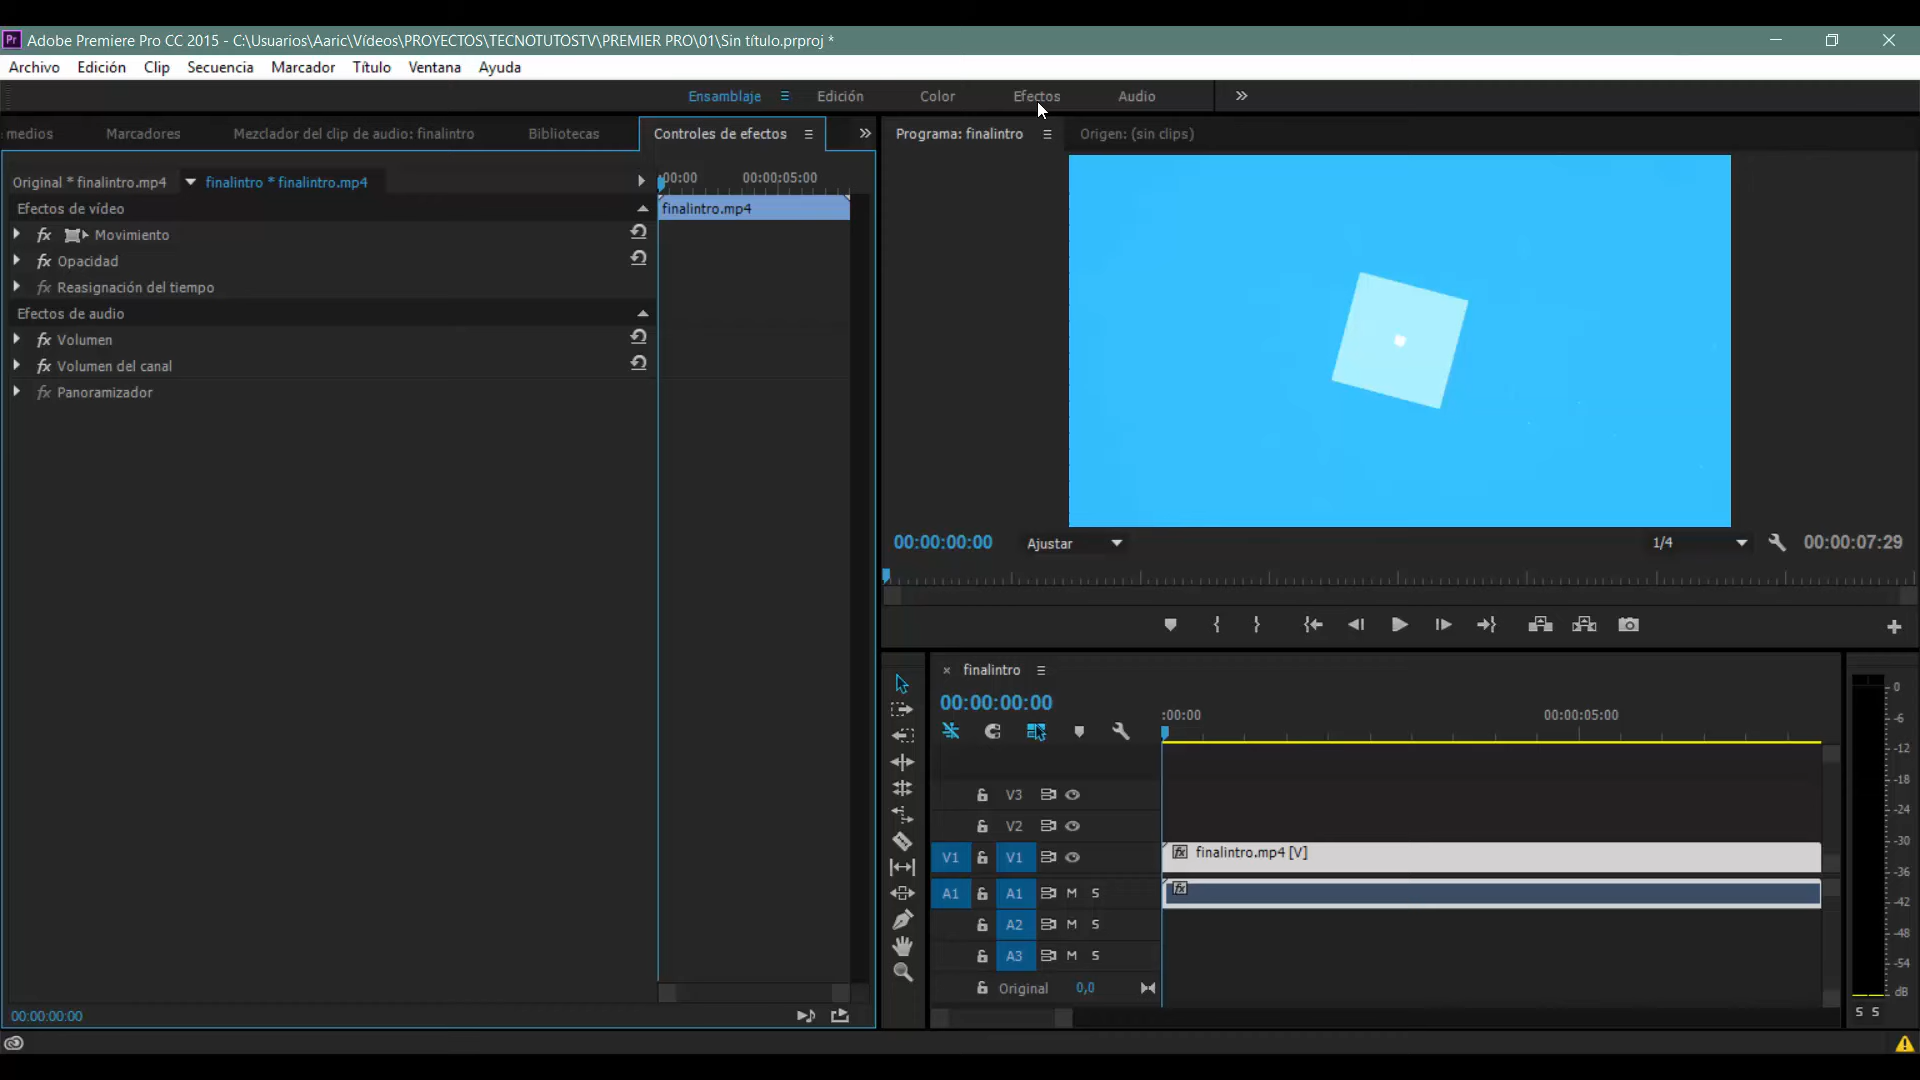 Pr Adobe Premiere Pro CC 2015 - C:\Usuarios\Aaric\Vídeos\PROYECTOS\TECNOTUTOSTV\PREMIER PRO\01\Sin título.prproj *
Archivo Edición Clip Secuencia Marcador Título Ventana Ayuda
Ensamblaje Edición Color Efectos Audio
medios Marcadores Mezclador del clip de audio: finalintro Bibliotecas Controles de efectos
Programa: finalintro Origen: (sin clips)
Original * finalintro.mp4 finalintro * finalintro.mp4
:00:00 00:00:05:00
Efectos de vídeo
finalintro.mp4
fx Movimiento
fx Opacidad
fx Reasignación del tiempo
Efectos de audio
fx Volumen
fx Volumen del canal
fx Panoramizador
00:00:00:00 Ajustar 1/4 00:00:07:29
finalintro
00:00:00:00
:00:00 00:00:05:00
V3
V2
V1 V1 fx finalintro.mp4 [V]
A1 A1 M S fx
A2 M S
A3 M S
Original 0,0
0
-6
-12
-18
-24
-30
-36
-42
-48
-54
dB
S S
00:00:00:00